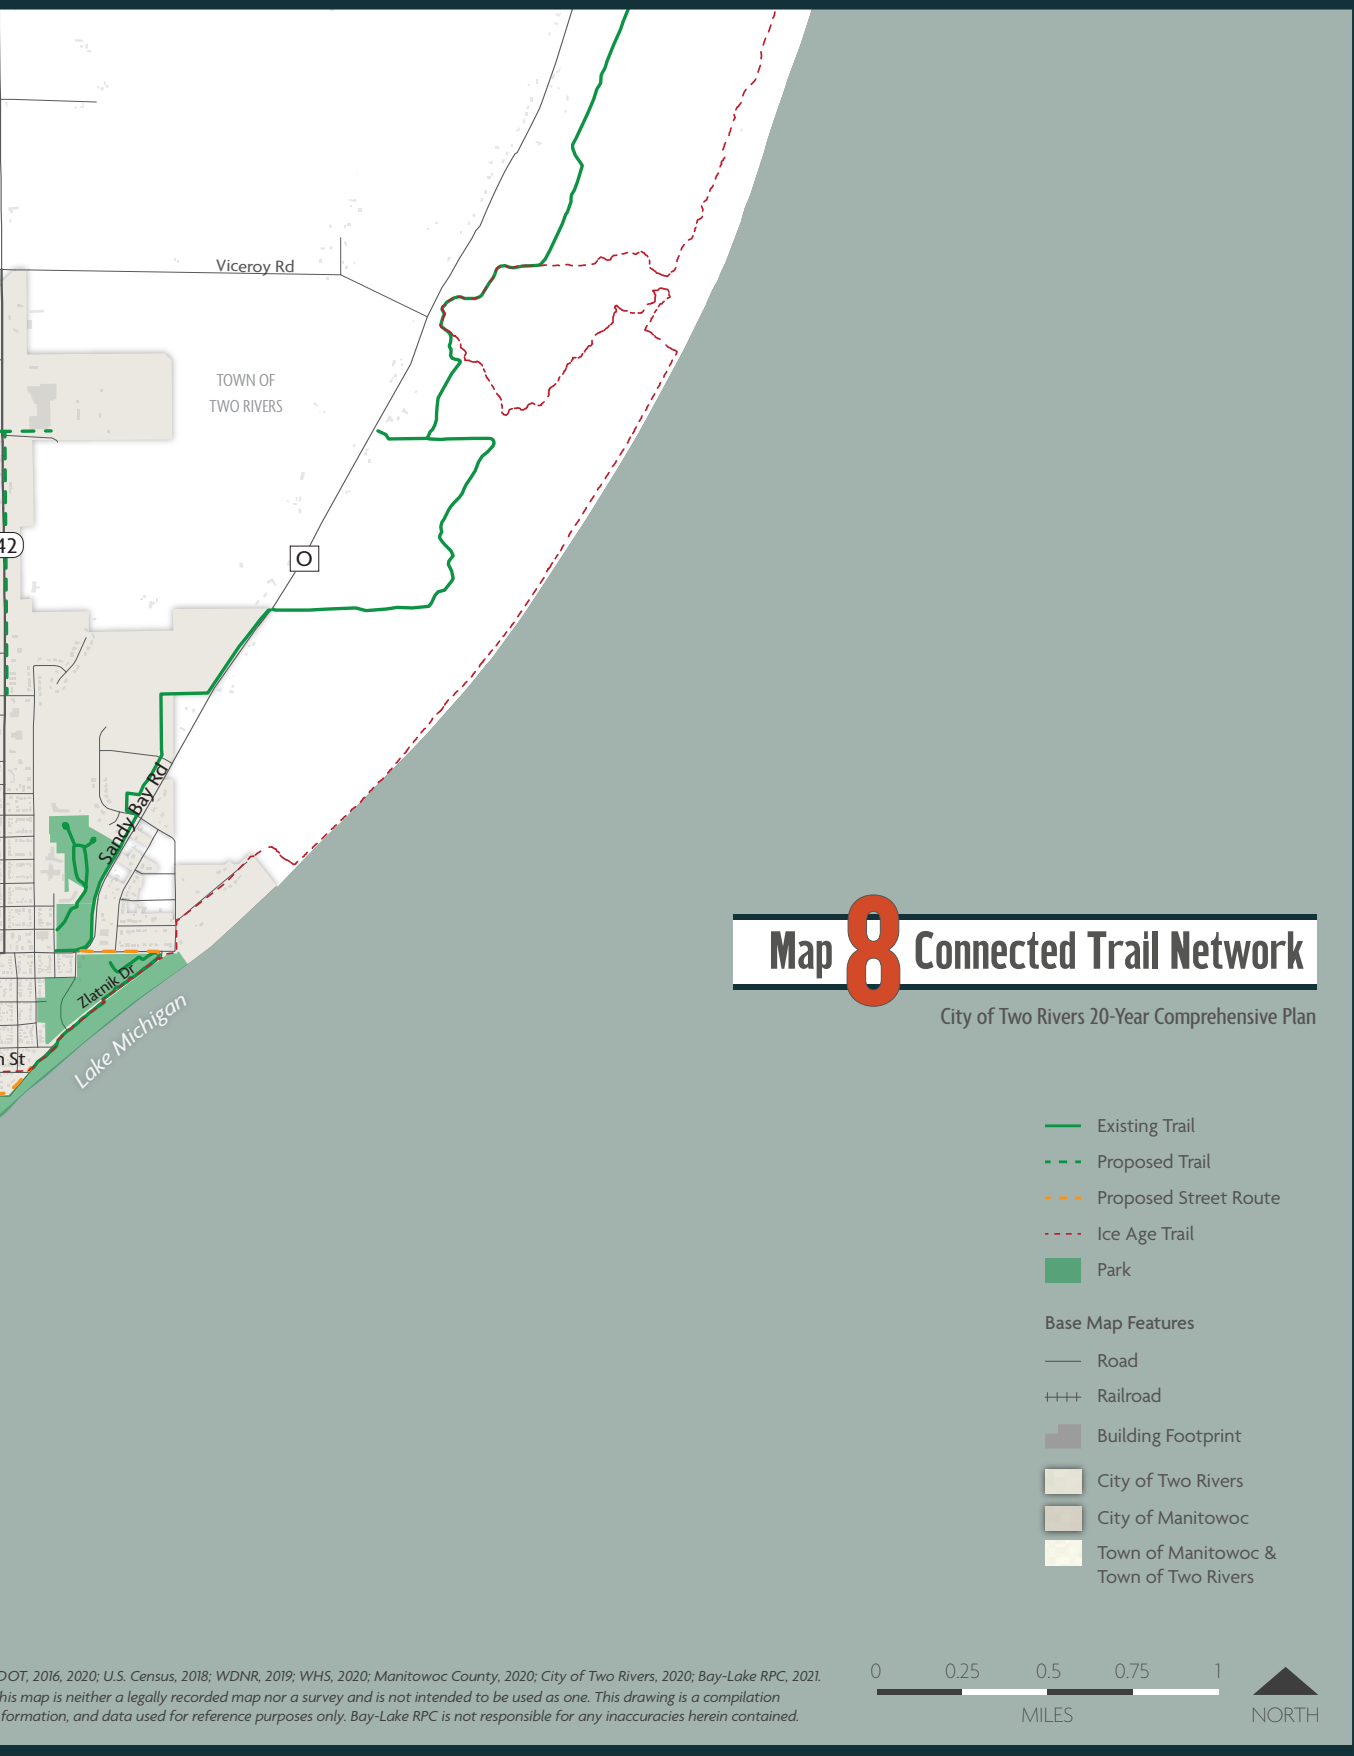 Viceroy Rd
TOWN OF
TWO RIVERS
42
O
Sandy Bay Rd
Zlatnik Dr
Lake Michigan
St
Map 8 Connected Trail Network
City of Two Rivers 20-Year Comprehensive Plan
Existing Trail
Proposed Trail
Proposed Street Route
Ice Age Trail
Park
Base Map Features
Road
Railroad
Building Footprint
City of Two Rivers
City of Manitowoc
Town of Manitowoc &
Town of Two Rivers
DOT, 2016, 2020; U.S. Census, 2018; WDNR, 2019; WHS, 2020; Manitowoc County, 2020; City of Two Rivers, 2020; Bay-Lake RPC, 2021.
his map is neither a legally recorded map nor a survey and is not intended to be used as one. This drawing is a compilation
formation, and data used for reference purposes only. Bay-Lake RPC is not responsible for any inaccuracies herein contained.
0 0.25 0.5 0.75 1
MILES
NORTH